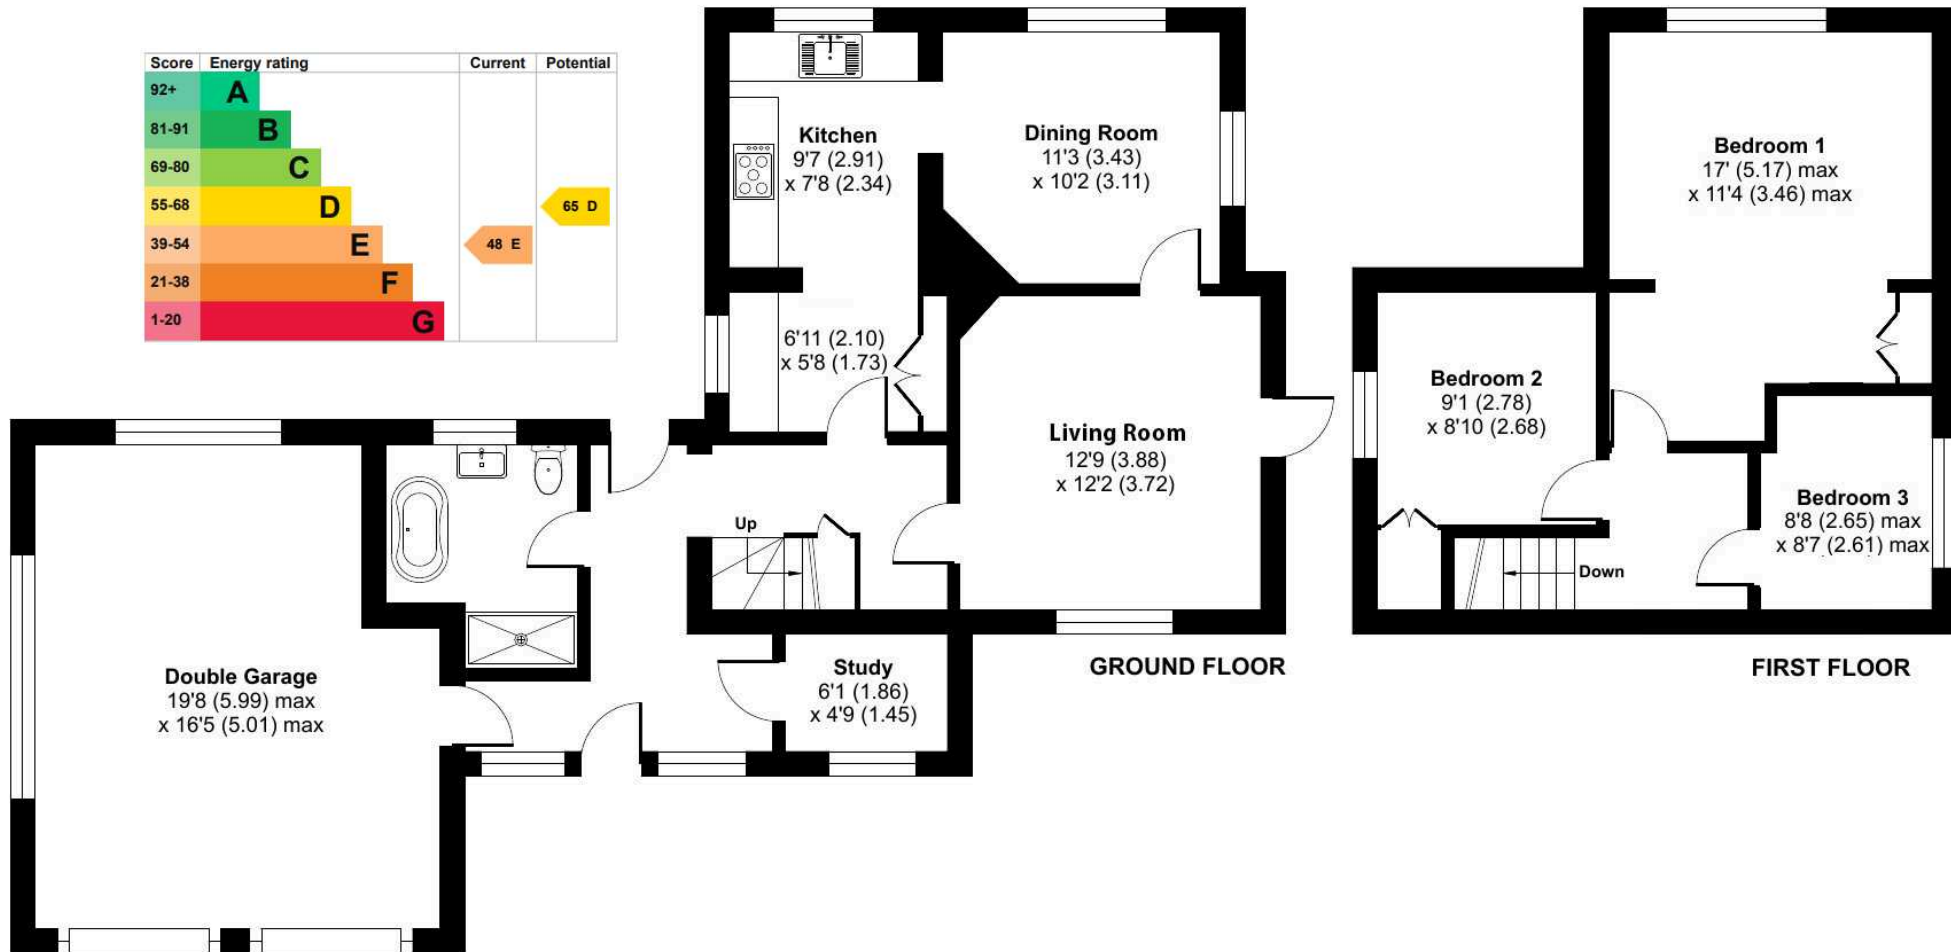 Score Energy rating Current Potential
92+ A
81-91 B
69-80 C
55-68 D 65 D
39-54 E 48 E
21-38 F
1-20 G
Kitchen
9'7 (2.91)
x 7'8 (2.34)
Dining Room
11'3 (3.43)
x 10'2 (3.11)
6'11 (2.10)
x 5'8 (1.73)
Living Room
12'9 (3.88)
x 12'2 (3.72)
Up
Double Garage
19'8 (5.99) max
x 16'5 (5.01) max
Study
6'1 (1.86)
x 4'9 (1.45)
GROUND FLOOR
Bedroom 1
17' (5.17) max
x 11'4 (3.46) max
Bedroom 2
9'1 (2.78)
x 8'10 (2.68)
Bedroom 3
8'8 (2.65) max
x 8'7 (2.61) max
Down
FIRST FLOOR